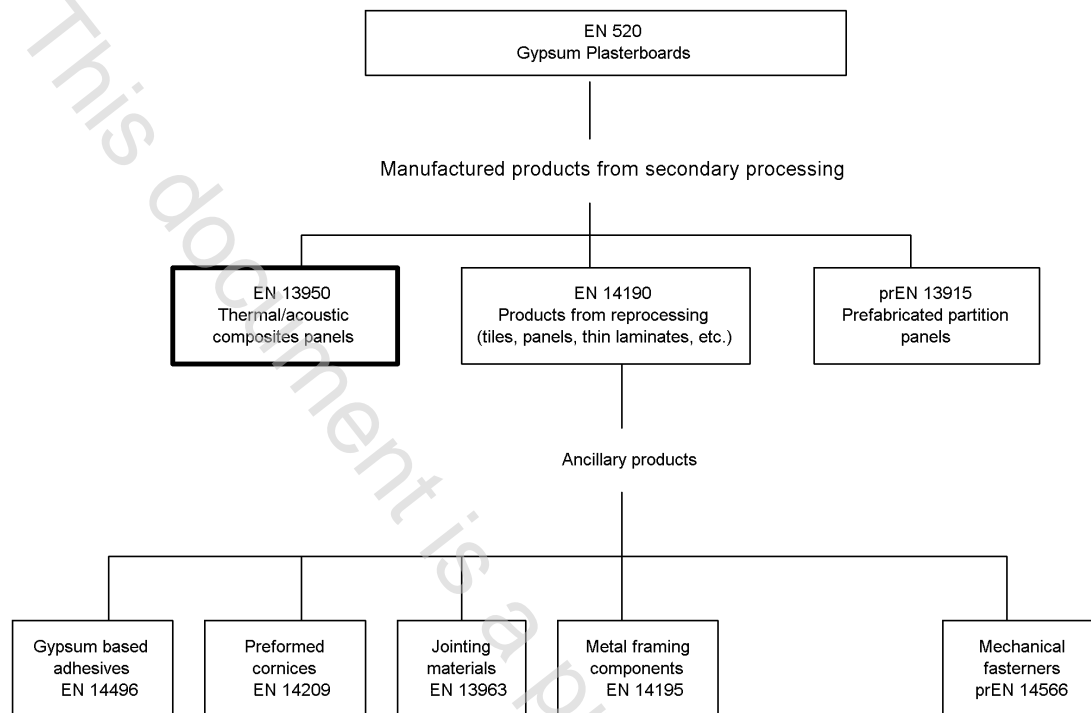 EN 520
Gypsum Plasterboards
Manufactured products from secondary processing
EN 13950
Thermal/acoustic
composites panels
EN 14190
Products from reprocessing
(tiles, panels, thin laminates, etc.)
prEN 13915
Prefabricated partition
panels
Ancillary products
Gypsum based
adhesives
EN 14496
Preformed
cornices
EN 14209
Jointing
materials
EN 13963
Metal framing
components
EN 14195
Mechanical
fasterners
prEN 14566
This document is a